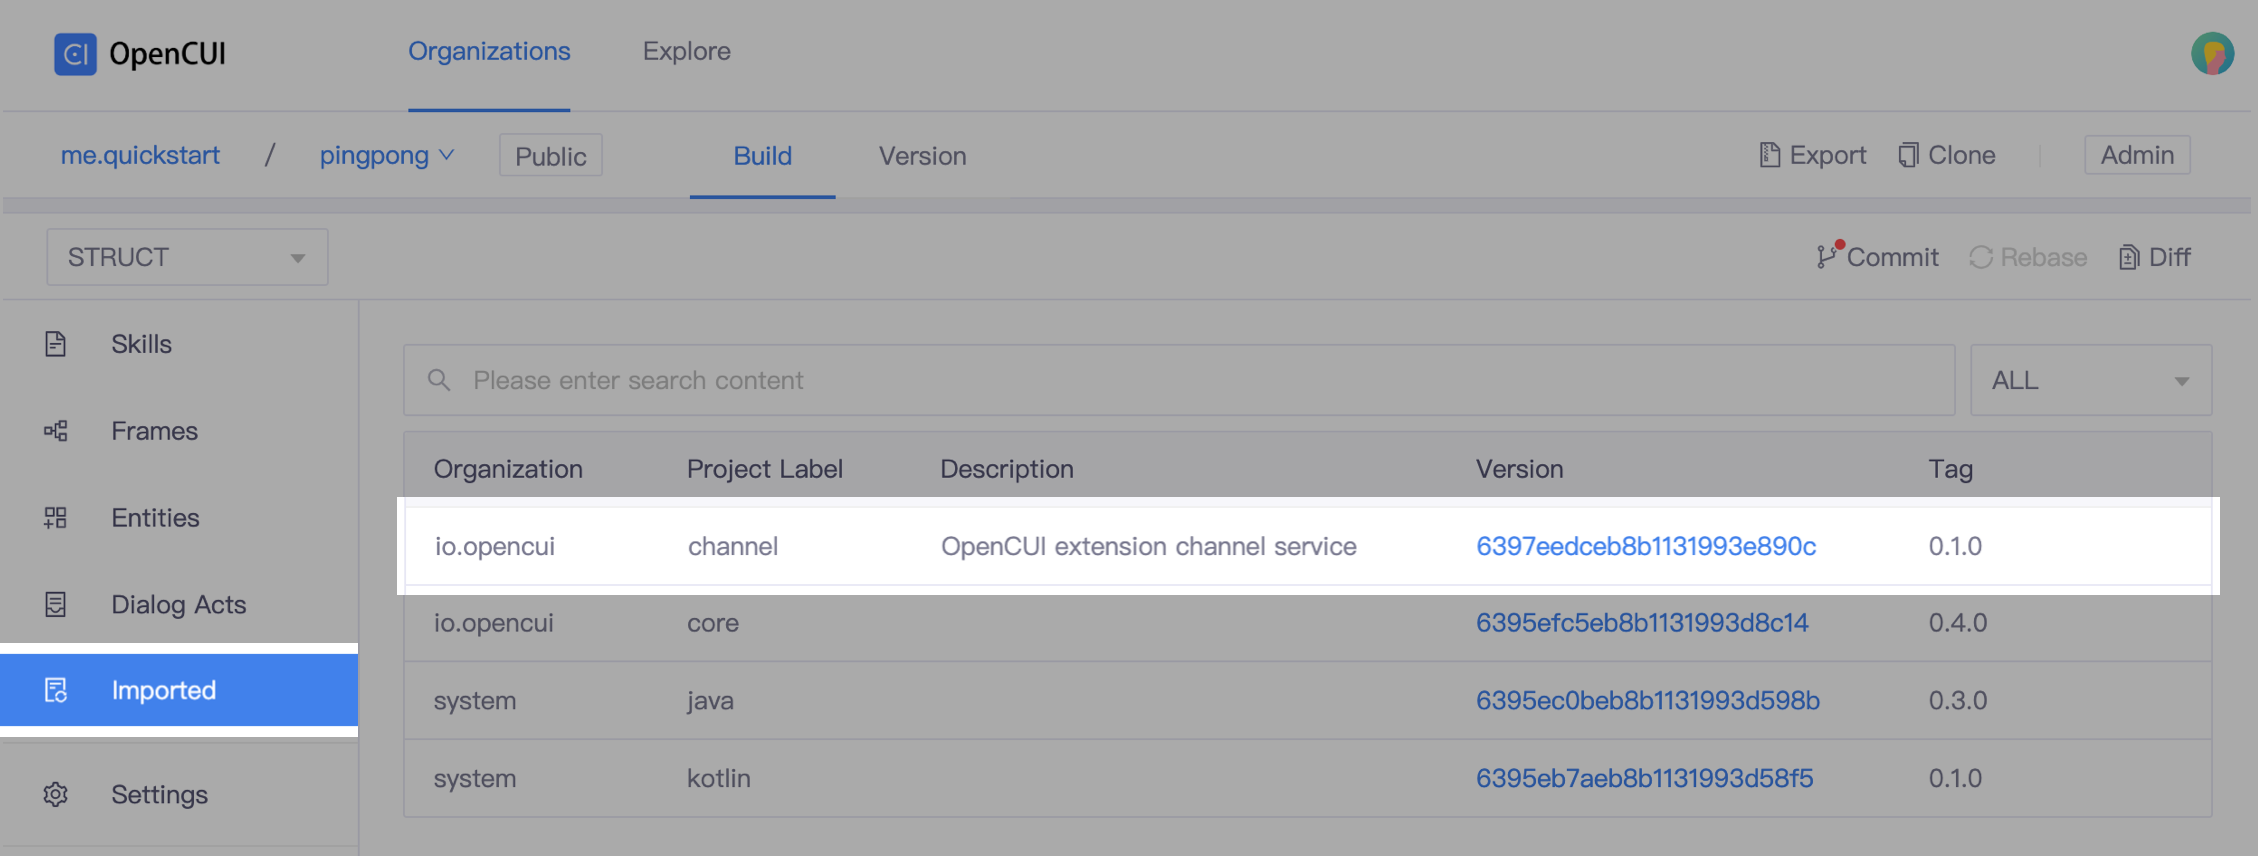 CI OpenCUI Organizations Explore
me.quickstart / pingpong Public Build Version Export Clone Admin
STRUCT Commit Rebase Diff
Skills
Please enter search content ALL
Frames
Organization Project Label Description Version Tag
Entities
io.opencui channel OpenCUI extension channel service 6397eedceb8b1131993e890c 0.1.0
Dialog Acts
io.opencui core 6395efc5eb8b1131993d8c14 0.4.0
Imported
system java 6395ec0beb8b1131993d598b 0.3.0
system kotlin 6395eb7aeb8b1131993d58f5 0.1.0
Settings